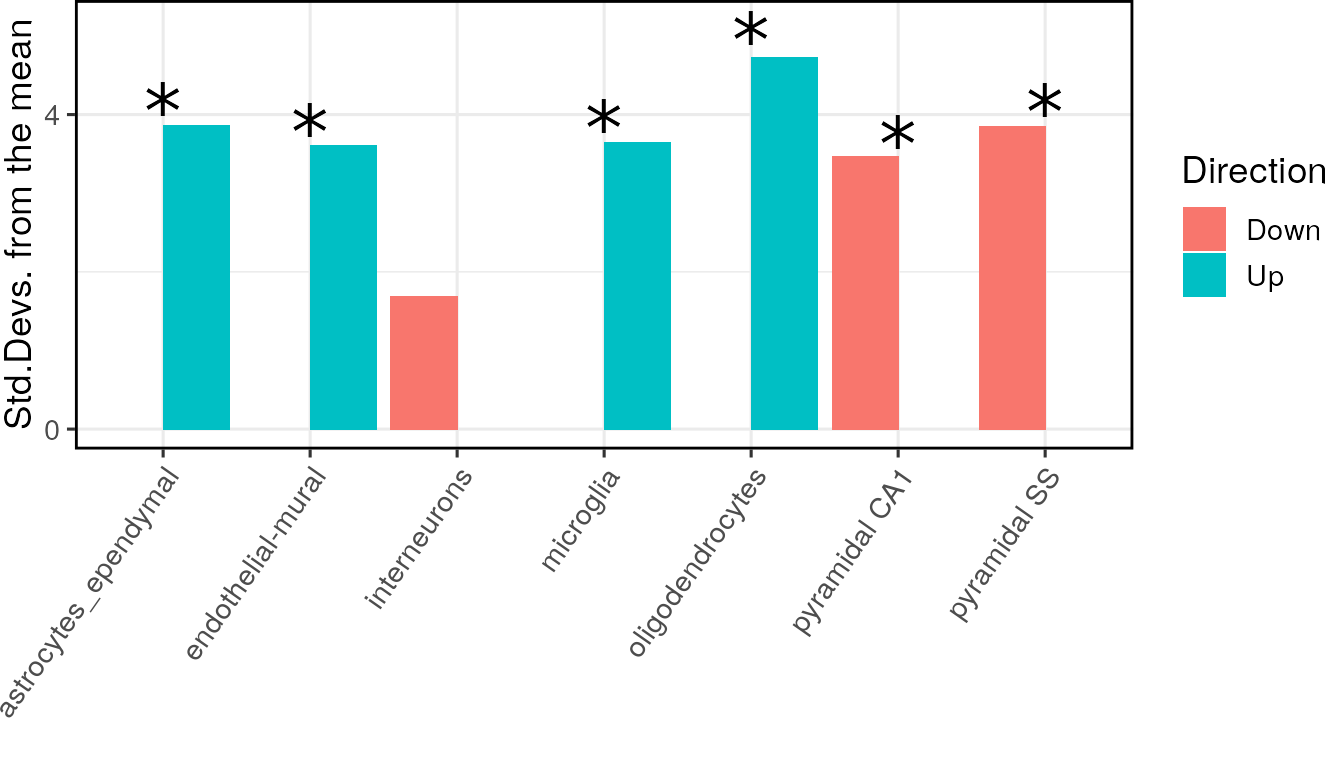 Std.Devs. from the mean
4
0
*
*
*
*
*
*
astrocytes_ependymal
endothelial-mural
interneurons
microglia
oligodendrocytes
pyramidal CA1
pyramidal SS
Direction
Down
Up